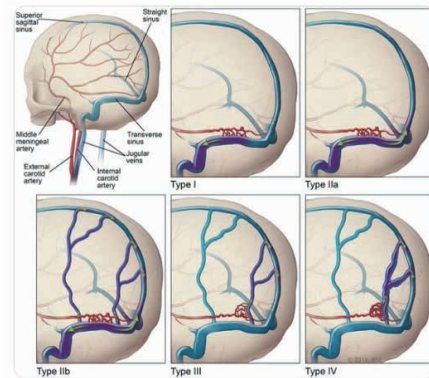 Superior
sagittal
sinus
Straight
sinus
Middle
meningeal
artery
Transverse
sinus
External
carotid
artery
Internal
carotid
artery
Jugular
veins
Type I
Type IIa
Type IIb
Type III
Type IV